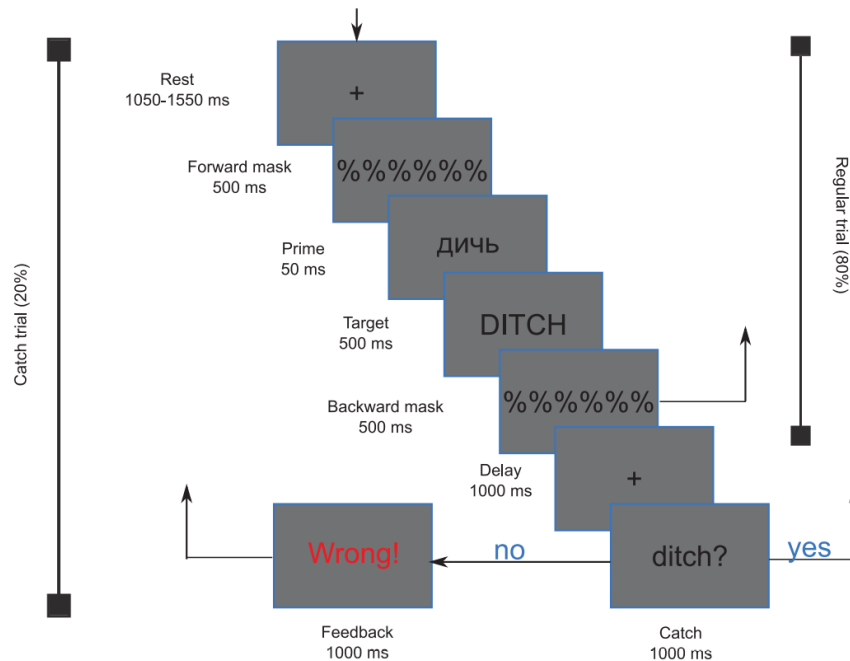 Rest
1050-1550 ms
+
Forward mask
500 ms
%%%%%%
Prime
50 ms
дичь
Target
500 ms
DITCH
Backward mask
500 ms
%%%%%%
Delay
1000 ms
+
Wrong!
no
ditch?
yes
Feedback
1000 ms
Catch
1000 ms
Catch trial (20%)
Regular trial (80%)